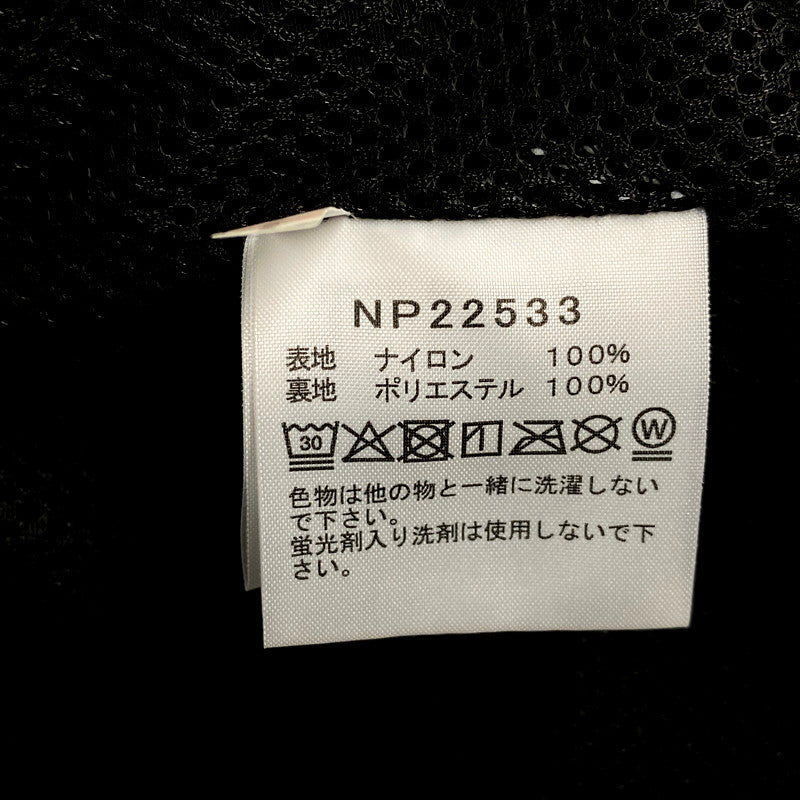 NP22533
表地 ナイロン 100%
裏地 ポリエステル 100%
30 W
色物は他の物と一緒に洗濯しない
で下さい。
蛍光剤入り洗剤は使用しないで下
さい。